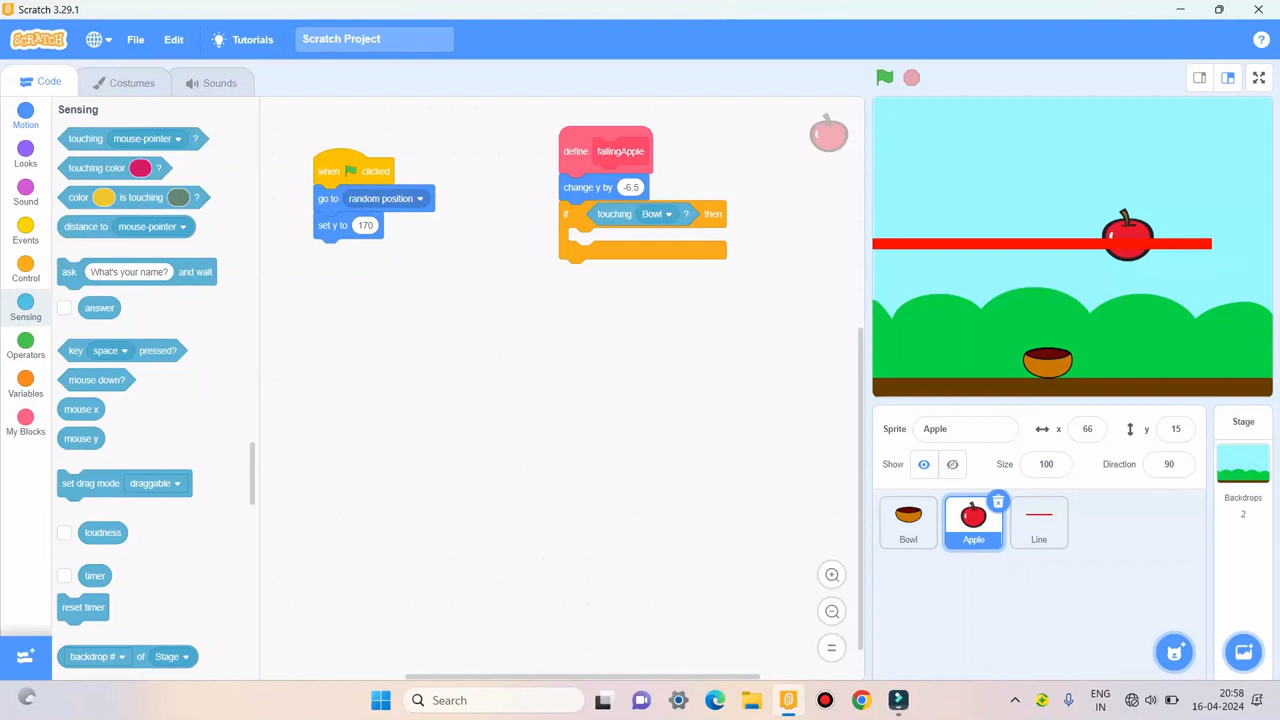 Scratch 3.29.1
SCRATCH File Edit Tutorials Scratch Project ?
Code Costumes Sounds
Motion
Looks
Sound
Events
Control
Sensing
Operators
Variables
My Blocks
Sensing
touching mouse-pointer ?
touching color ?
color is touching ?
distance to mouse-pointer
ask What's your name? and wait
answer
key space pressed?
mouse down?
mouse x
mouse y
set drag mode draggable
loudness
timer
reset timer
backdrop # of Stage
when clicked
go to random position
set y to 170
define fallingApple
change y by -6.5
if touching Bowl ? then
Sprite Apple x 66 y 15
Show Size 100 Direction 90
Bowl
Apple
Line
Stage
Backdrops
2
Search
ENG
IN
20:58
16-04-2024